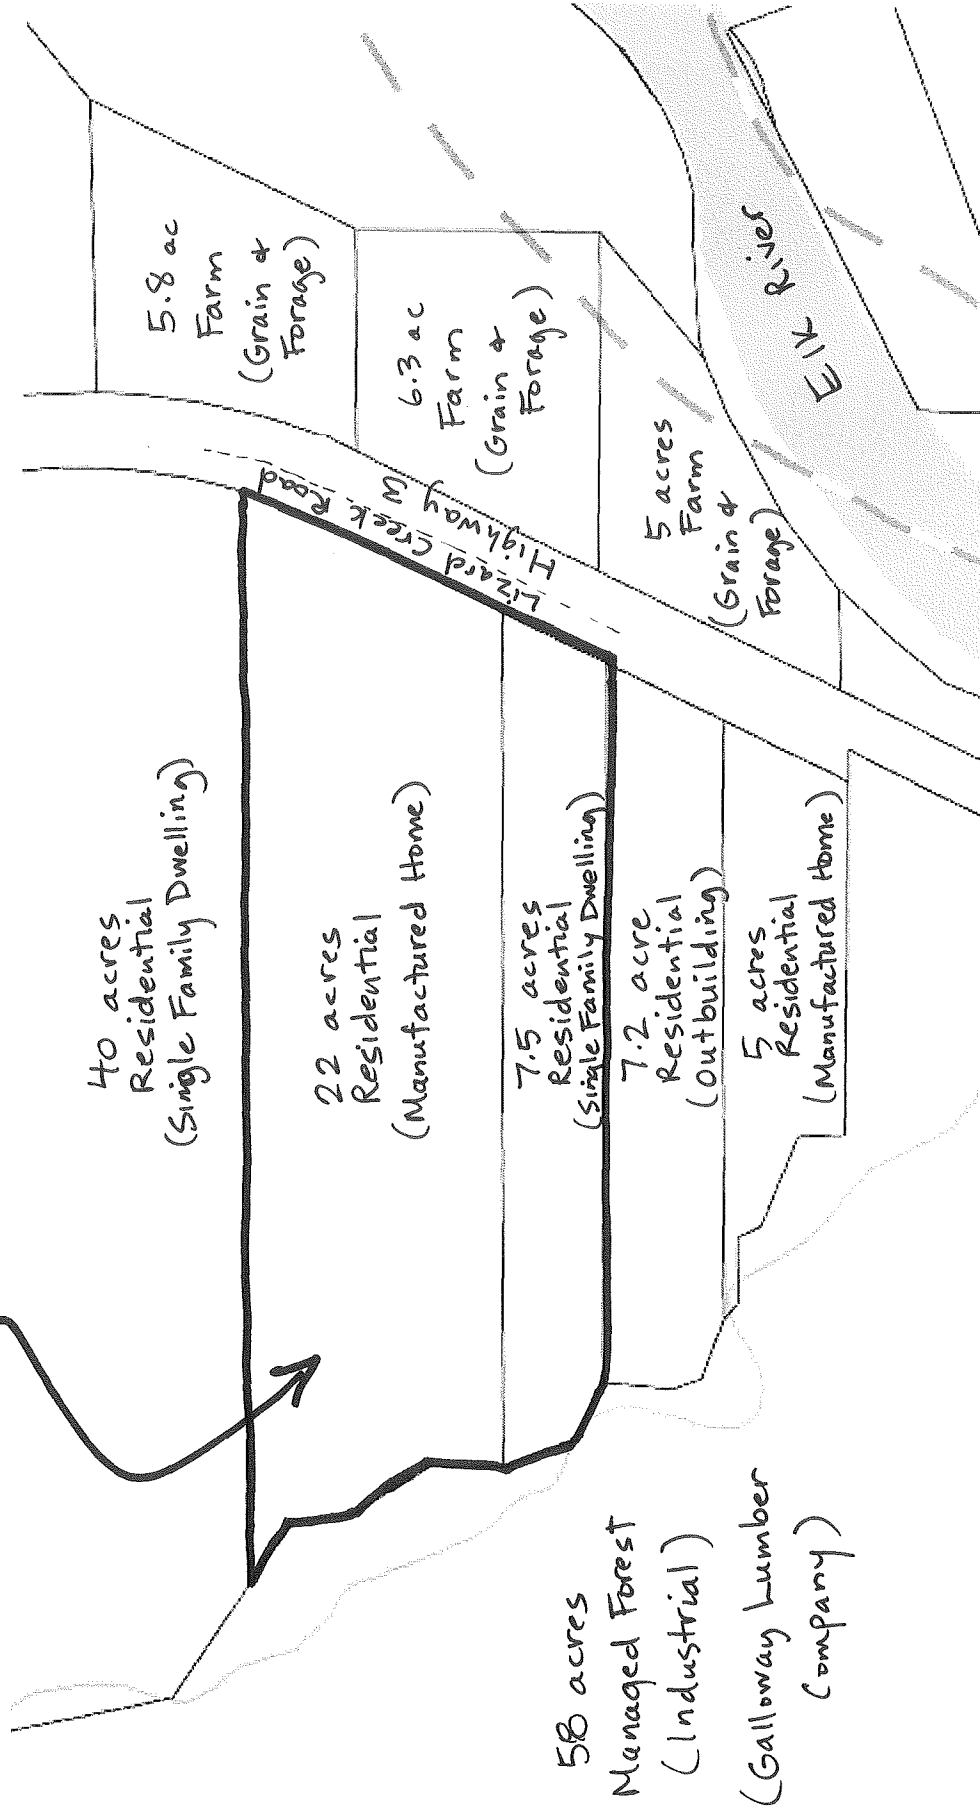 40 acres
Residential
(Single Family Dwelling)
22 acres
Residential
(Manufactured Home)
7.5 acres
Residential
(Single Family Dwelling)
7.2 acre
Residential
(Outbuilding)
5 acres
Residential
(Manufactured Home)
58 acres
Managed Forest
(Industrial)
(Galloway Lumber
Company)
Lizard Creek Road
Highway 3
5.8 ac
Farm
(Grain &
Forage)
6.3 ac
Farm
(Grain &
Forage)
5 acres
Farm
(Grain &
Forage)
Elk River